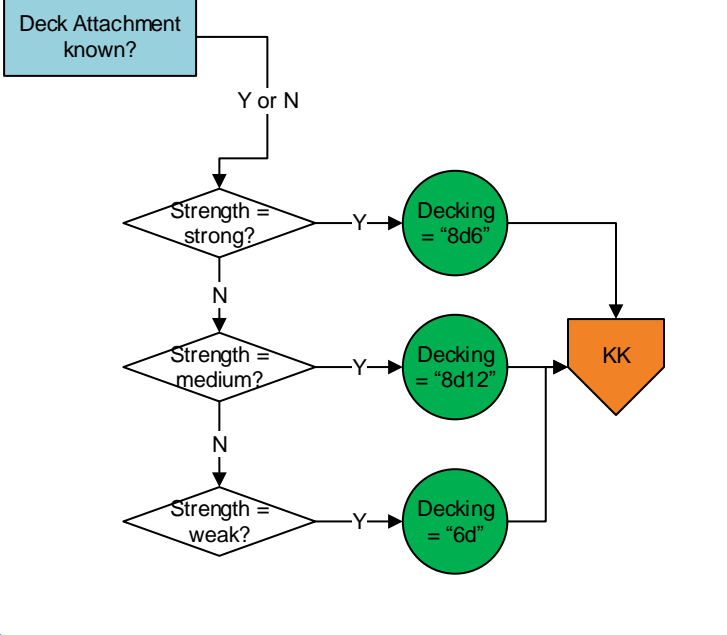 Deck Attachment
known?
Y or N
Strength =
strong?
Y
Decking
= “8d6”
N
Strength =
medium?
Y
Decking
= “8d12”
KK
N
Strength =
weak?
Y
Decking
= “6d”